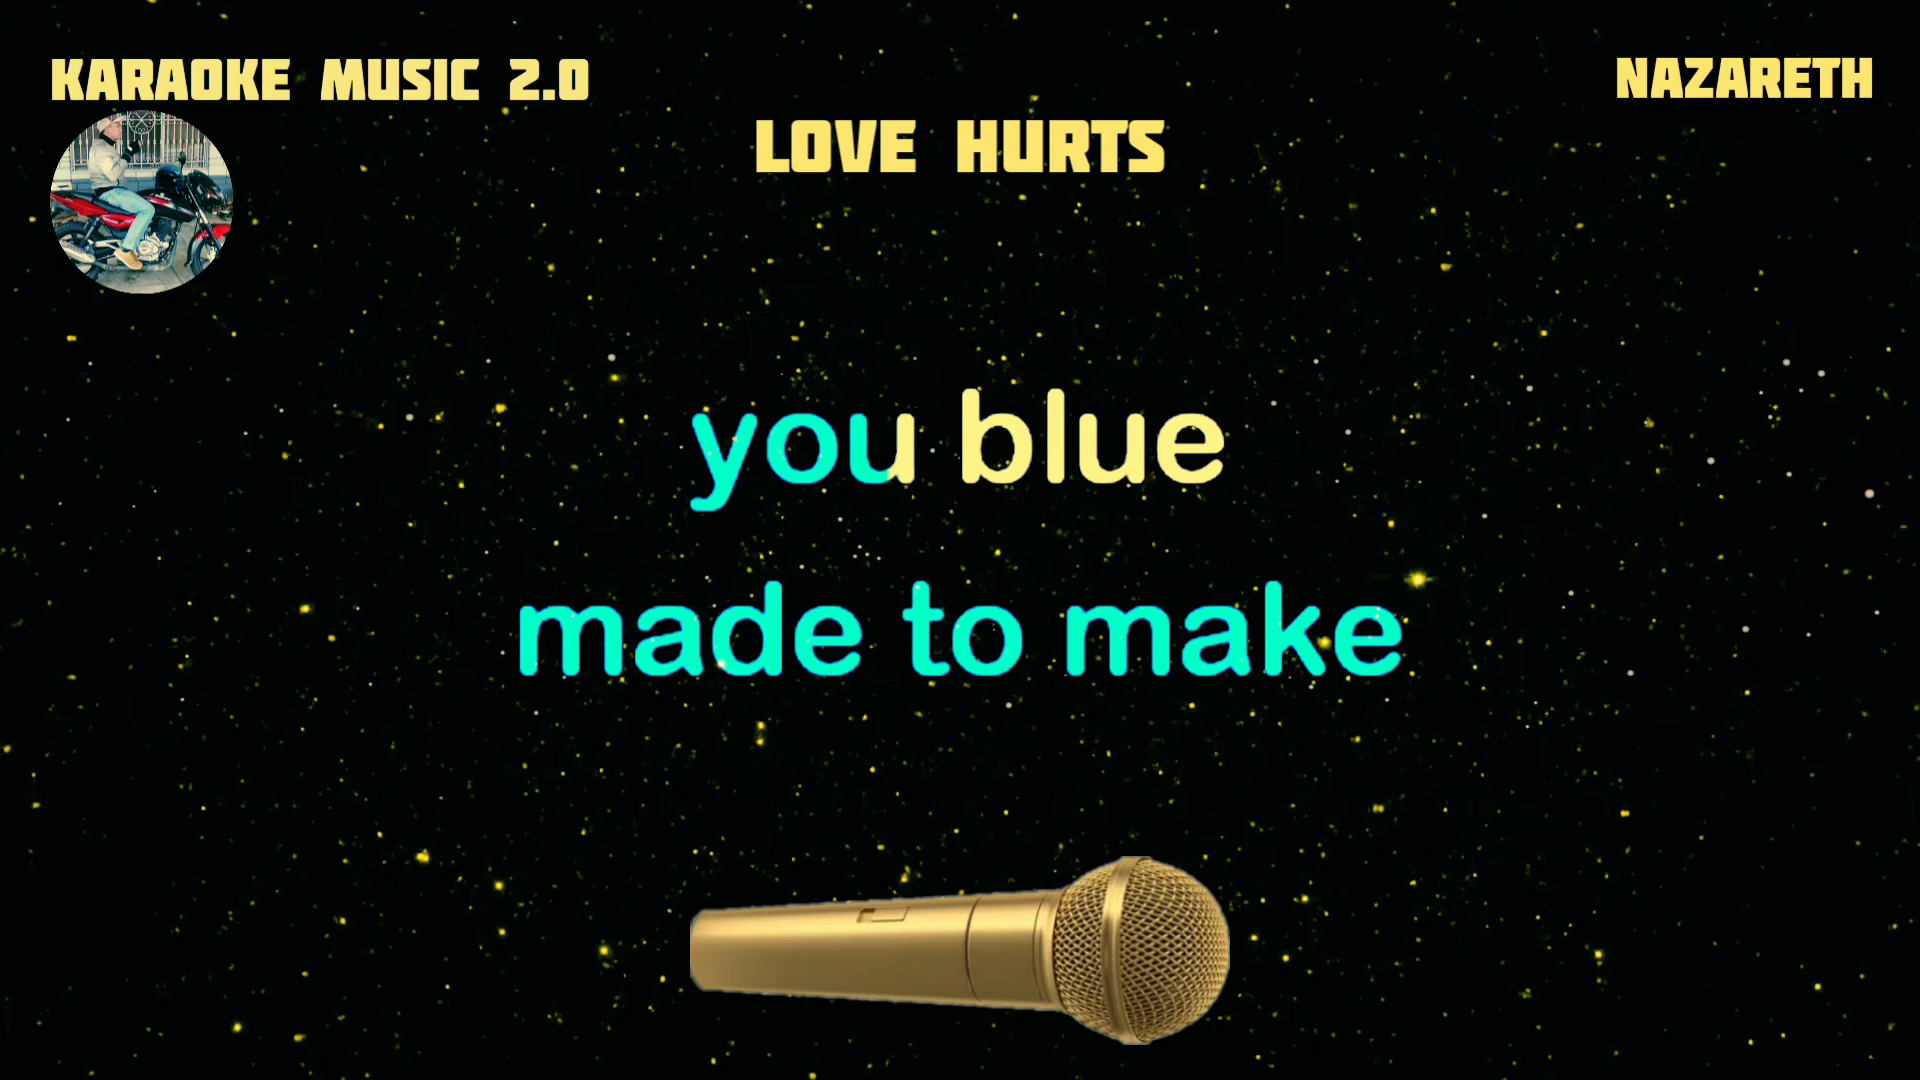 KARAOKE MUSIC 2.0
NAZARETH
LOVE HURTS
you blue
made to make